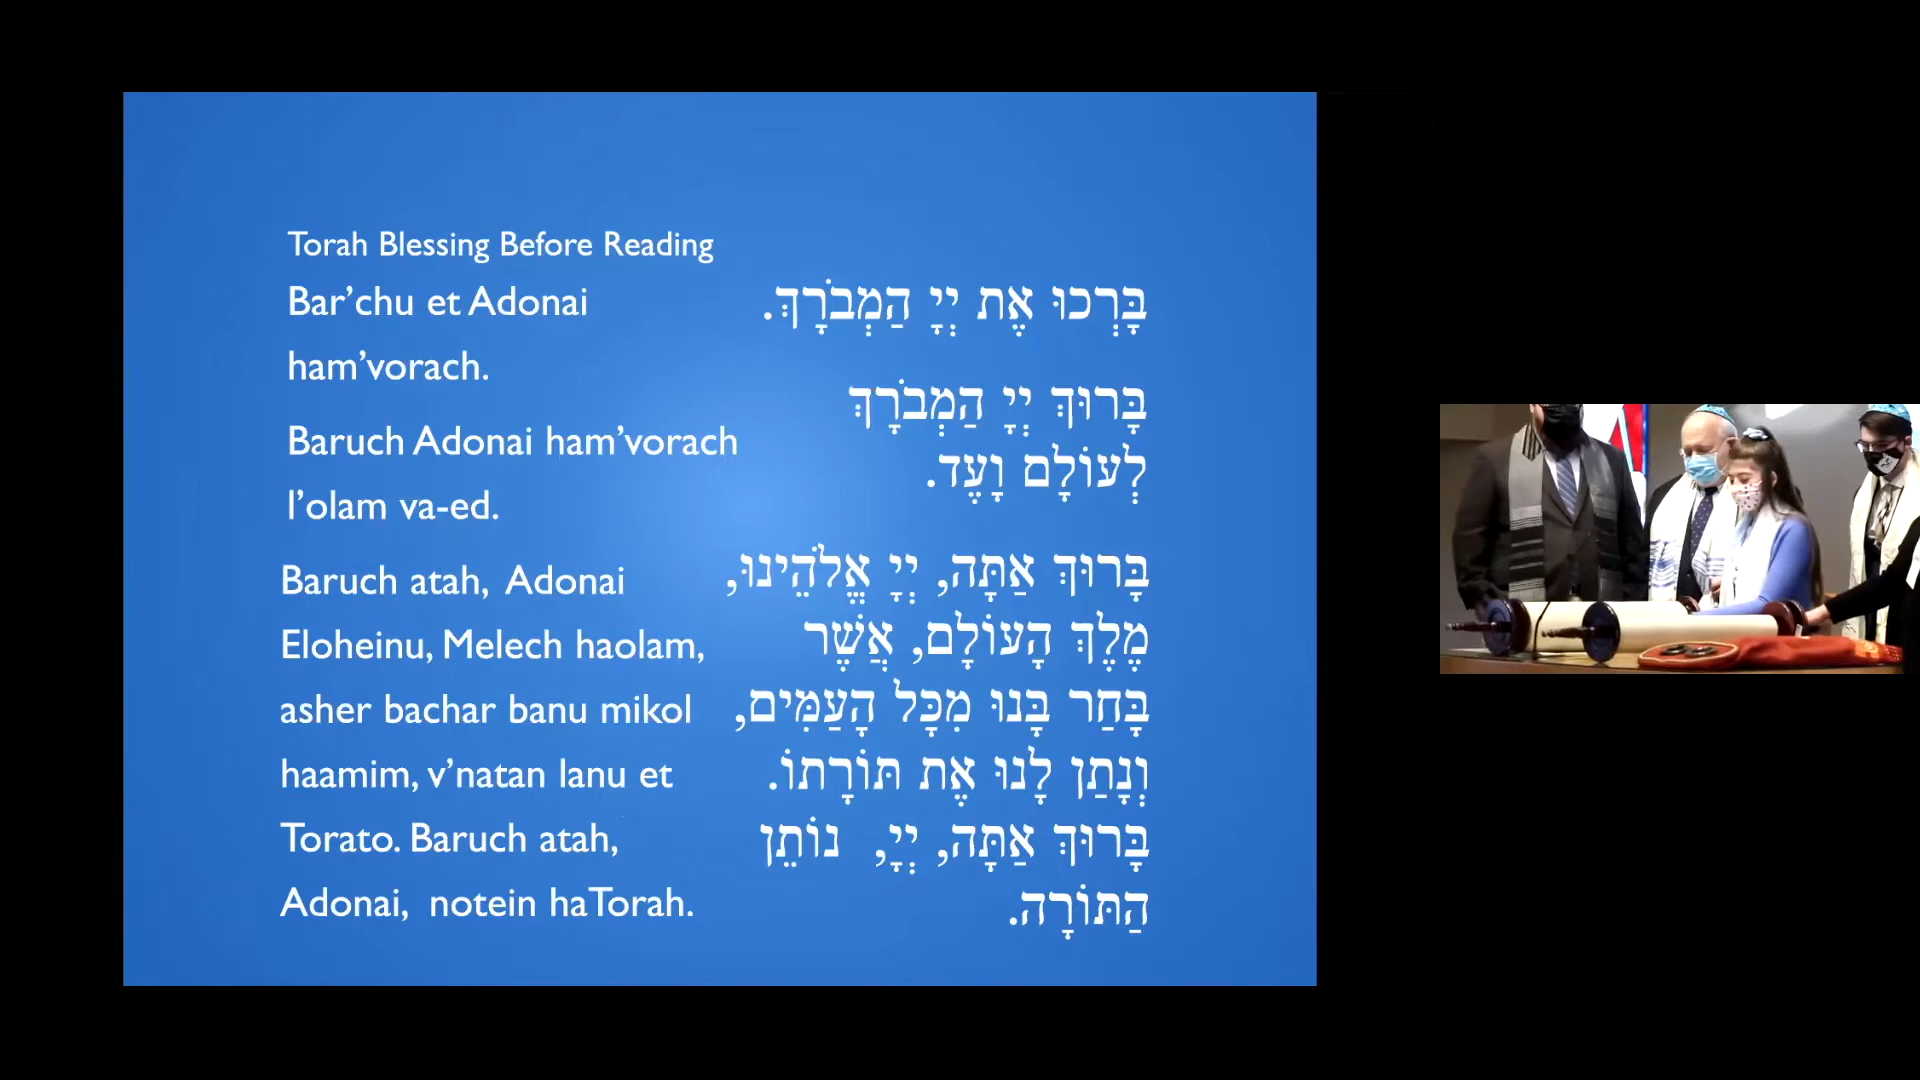 Torah Blessing Before Reading
Bar’chu et Adonai
ham’vorach.
Baruch Adonai ham’vorach
l’olam va-ed.
Baruch atah, Adonai
Eloheinu, Melech haolam,
asher bachar banu mikol
haamim, v’natan lanu et
Torato. Baruch atah,
Adonai, notein haTorah.
בָּרְכוּ אֶת יְיָ הַמְבֹרָךְ.
בָּרוּךְ יְיָ הַמְבֹרָךְ
לְעוֹלָם וָעֶד.
בָּרוּךְ אַתָּה, יְיָ אֱלֹהֵינוּ,
מֶלֶךְ הָעוֹלָם, אֲשֶׁר
בָּחַר בָּנוּ מִכָּל הָעַמִּים,
וְנָתַן לָנוּ אֶת תּוֹרָתוֹ.
בָּרוּךְ אַתָּה, יְיָ, נוֹתֵן
הַתּוֹרָה.